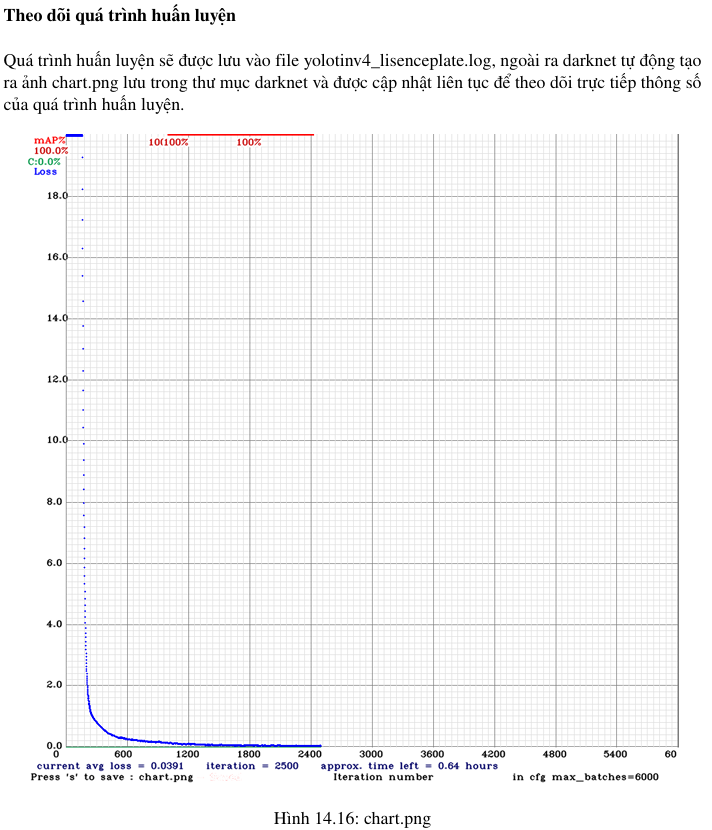 Theo dõi quá trình huấn luyện
Quá trình huấn luyện sẽ được lưu vào file yolotinv4_lisenceplate.log, ngoài ra darknet tự động tạo
ra ảnh chart.png lưu trong thư mục darknet và được cập nhật liên tục để theo dõi trực tiếp thông số
của quá trình huấn luyện.
mAP%
100.0%
C:0.0%
Loss
100%
100%
18.0
16.0
14.0
12.0
10.0
8.0
6.0
4.0
2.0
0.0
0 600 1200 1800 2400 3000 3600 4200 4800 5400 60
current avg loss = 0.0391 iteration = 2500 approx. time left = 0.64 hours
Press 's' to save : chart.png Iteration number in cfg max_batches=6000
Hình 14.16: chart.png